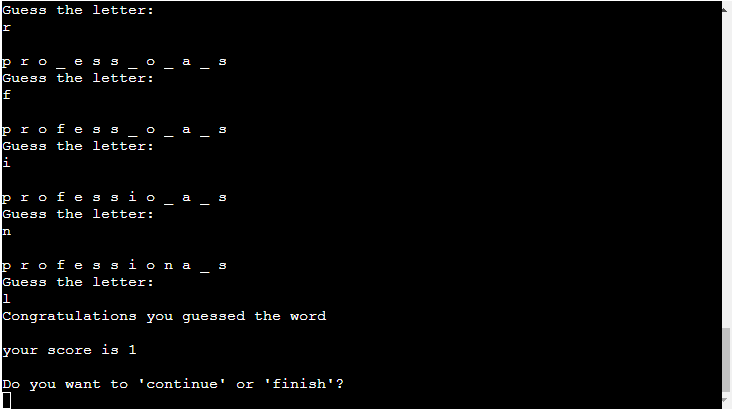 Guess the letter:
r
p r o _ e s s _ o _ a _ s
Guess the letter:
f
p r o f e s s _ o _ a _ s
Guess the letter:
i
p r o f e s s i o _ a _ s
Guess the letter:
n
p r o f e s s i o n a _ s
Guess the letter:
l
Congratulations you guessed the word
your score is 1
Do you want to 'continue' or 'finish'?